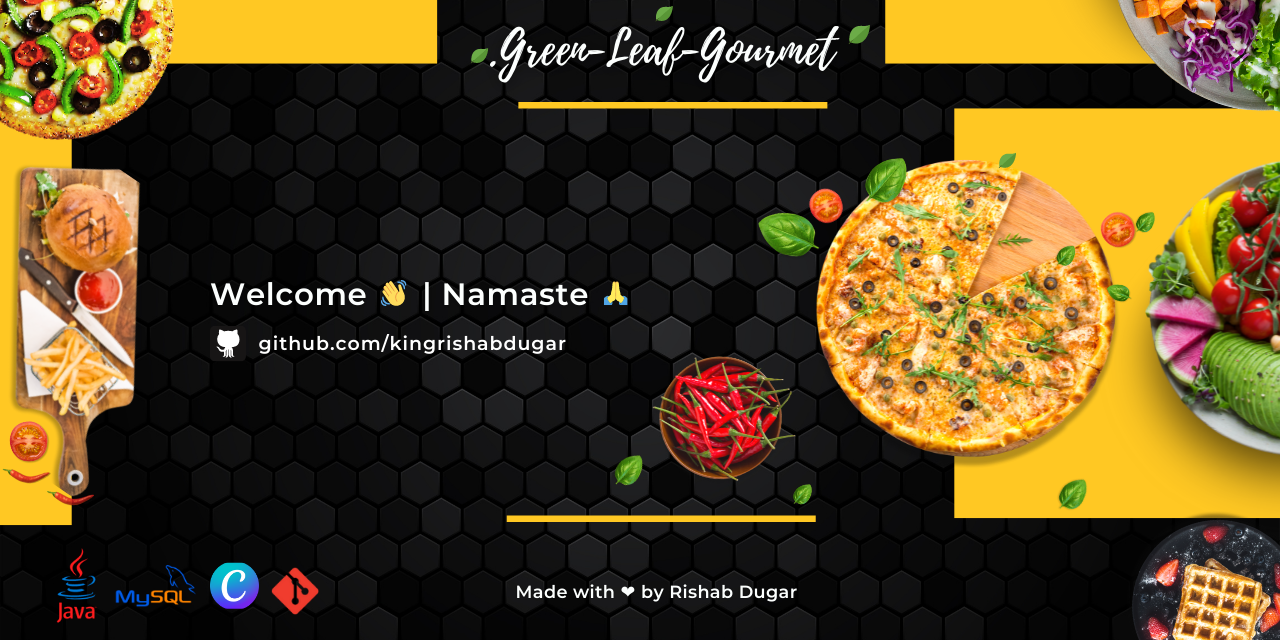 .Green-Leaf-Gourmet
Welcome 👋 | Namaste 🙏
github.com/kingrishabdugar
Java
MySQL
C
Made with ❤ by Rishab Dugar